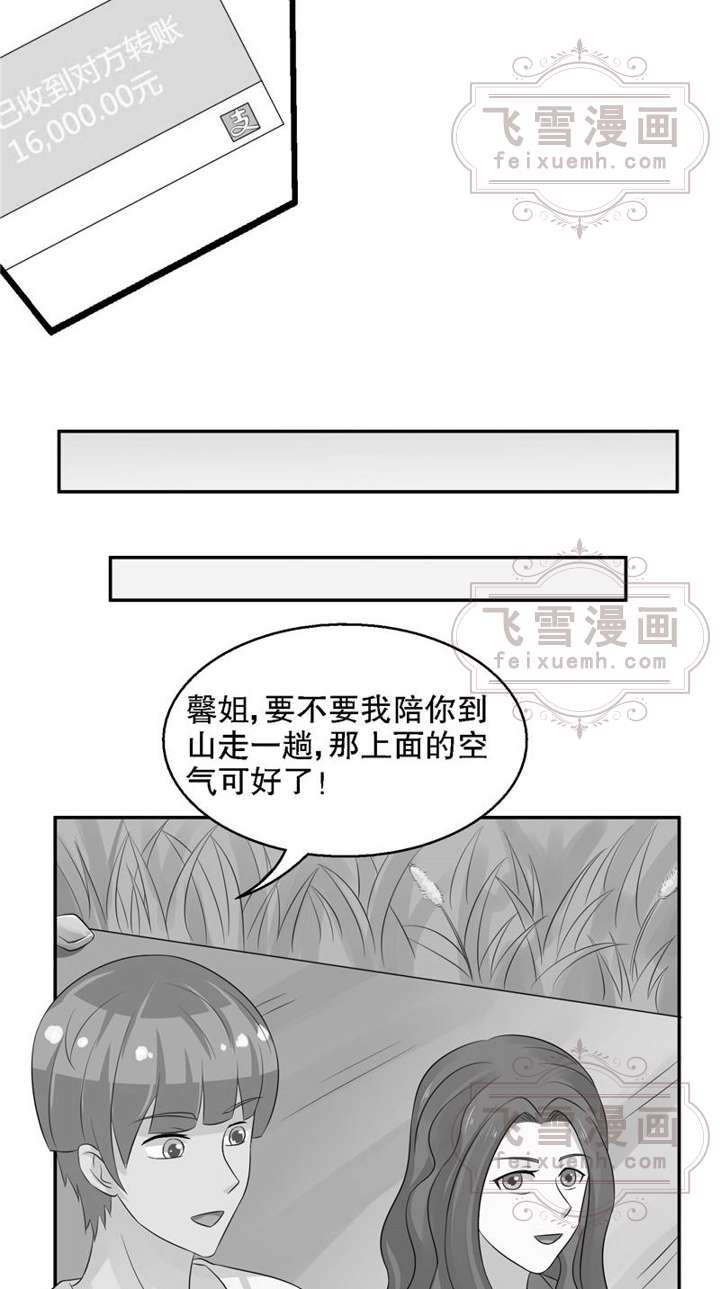 已收到对方转账
16,000.00元
支
飞雪漫画
feixuemh.com
飞雪漫画
feixuemh.com
馨姐,要不要我陪你到
山走一趟,那上面的空
气可好了!
飞雪漫画
feixuemh.com